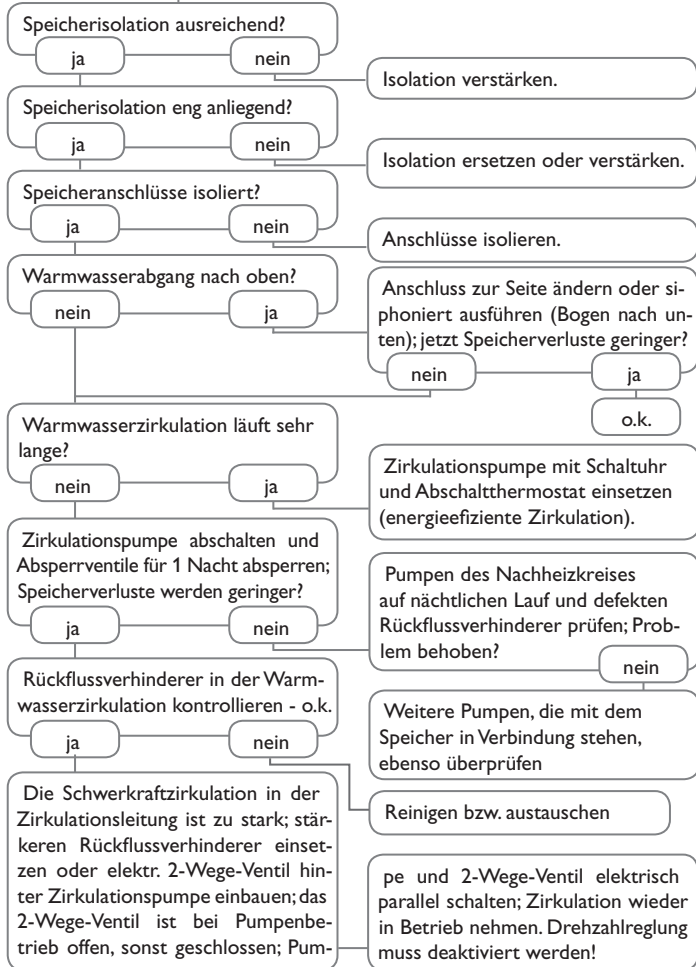 Speicherisolation ausreichend?
ja
nein
Isolation verstärken.
Speicherisolation eng anliegend?
ja
nein
Isolation ersetzen oder verstärken.
Speicheranschlüsse isoliert?
ja
nein
Anschlüsse isolieren.
Warmwasserabgang nach oben?
nein
ja
Anschluss zur Seite ändern oder si-
phoniert ausführen (Bogen nach un-
ten); jetzt Speicherverluste geringer?
nein
ja
o.k.
Warmwasserzirkulation läuft sehr
lange?
nein
ja
Zirkulationspumpe mit Schaltuhr
und Abschaltthermostat einsetzen
(energieefiziente Zirkulation).
Zirkulationspumpe abschalten und
Absperrventile für 1 Nacht absperren;
Speicherverluste werden geringer?
ja
nein
Pumpen des Nachheizkreises
auf nächtlichen Lauf und defekten
Rückflussverhinderer prüfen; Prob-
lem behoben?
nein
Weitere Pumpen, die mit dem
Speicher in Verbindung stehen,
ebenso überprüfen
Rückflussverhinderer in der Warm-
wasserzirkulation kontrollieren - o.k.
ja
nein
Reinigen bzw. austauschen
Die Schwerkraftzirkulation in der
Zirkulationsleitung ist zu stark; stär-
keren Rückflussverhinderer einset-
zen oder elektr. 2-Wege-Ventil hin-
ter Zirkulationspumpe einbauen; das
2-Wege-Ventil ist bei Pumpenbe-
trieb offen, sonst geschlossen; Pum-
pe und 2-Wege-Ventil elektrisch
parallel schalten; Zirkulation wieder
in Betrieb nehmen. Drehzahlreglung
muss deaktiviert werden!